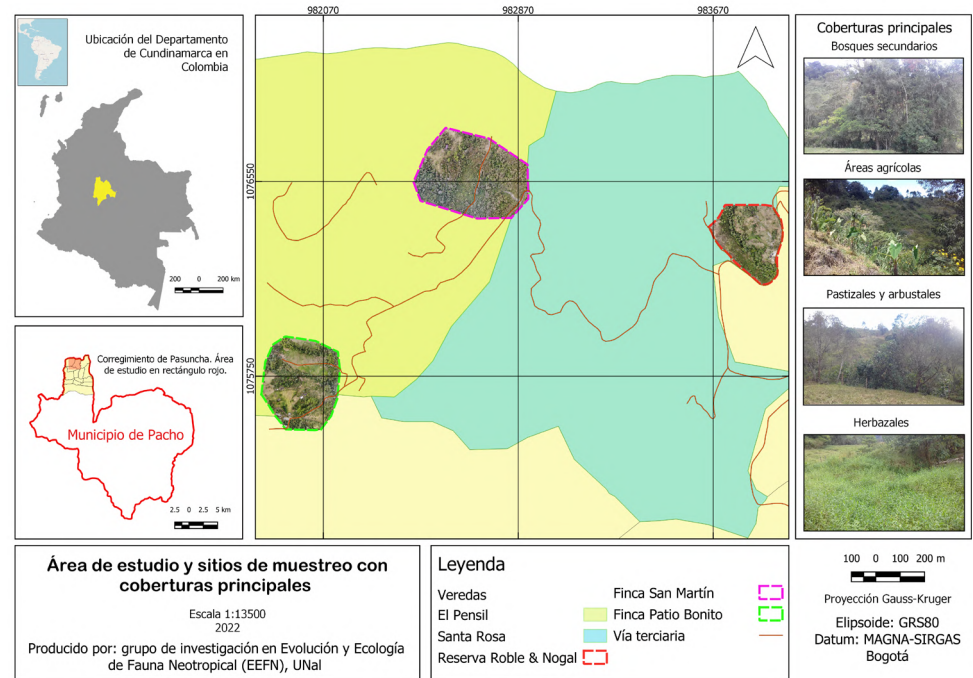 Ubicación del Departamento
de Cundinamarca en
Colombia
200 0 200 km
Corregimiento de Pasuncha. Área
de estudio en rectángulo rojo.
Municipio de Pacho
2.5 0 2.5 5 km
982070 982870 983670
1076550
1075750
Coberturas principales
Bosques secundarios
Áreas agrícolas
Pastizales y arbustales
Herbazales
Área de estudio y sitios de muestreo con
coberturas principales
Escala 1:13500
2022
Producido por: grupo de investigación en Evolución y Ecología
de Fauna Neotropical (EEFN), UNal
Leyenda
Veredas
El Pensil
Santa Rosa
Reserva Roble & Nogal
Finca San Martín
Finca Patio Bonito
Vía terciaria
100 0 100 200 m
Proyección Gauss-Kruger
Elipsoide: GRS80
Datum: MAGNA-SIRGAS
Bogotá